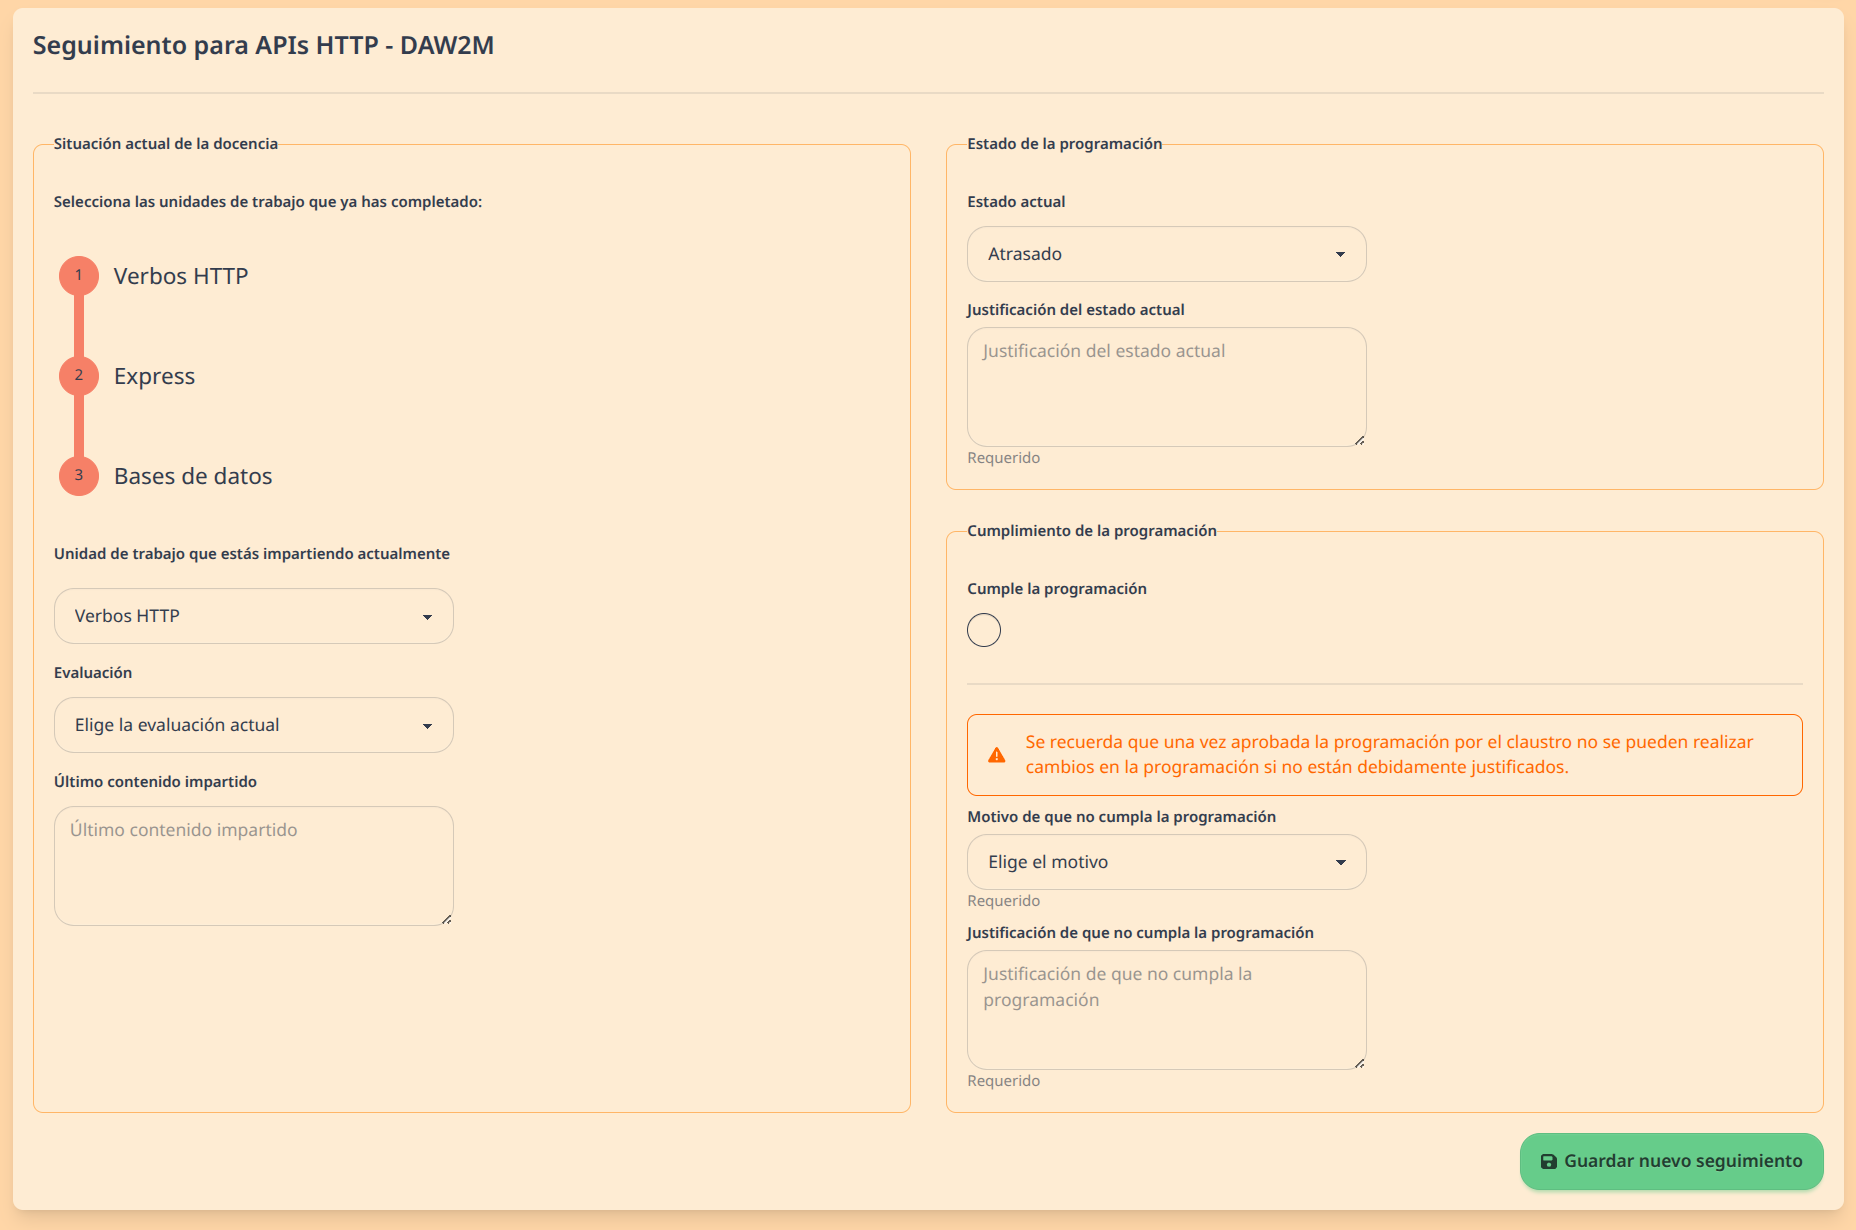 Seguimiento para APIs HTTP - DAW2M
Situación actual de la docencia
Selecciona las unidades de trabajo que ya has completado:
1
Verbos HTTP
2
Express
3
Bases de datos
Unidad de trabajo que estás impartiendo actualmente
Verbos HTTP
Evaluación
Elige la evaluación actual
Último contenido impartido
Último contenido impartido
Estado de la programación
Estado actual
Atrasado
Justificación del estado actual
Justificación del estado actual
Requerido
Cumplimiento de la programación
Cumple la programación
Se recuerda que una vez aprobada la programación por el claustro no se pueden realizar
cambios en la programación si no están debidamente justificados.
Motivo de que no cumpla la programación
Elige el motivo
Requerido
Justificación de que no cumpla la programación
Justificación de que no cumpla la
programación
Requerido
Guardar nuevo seguimiento